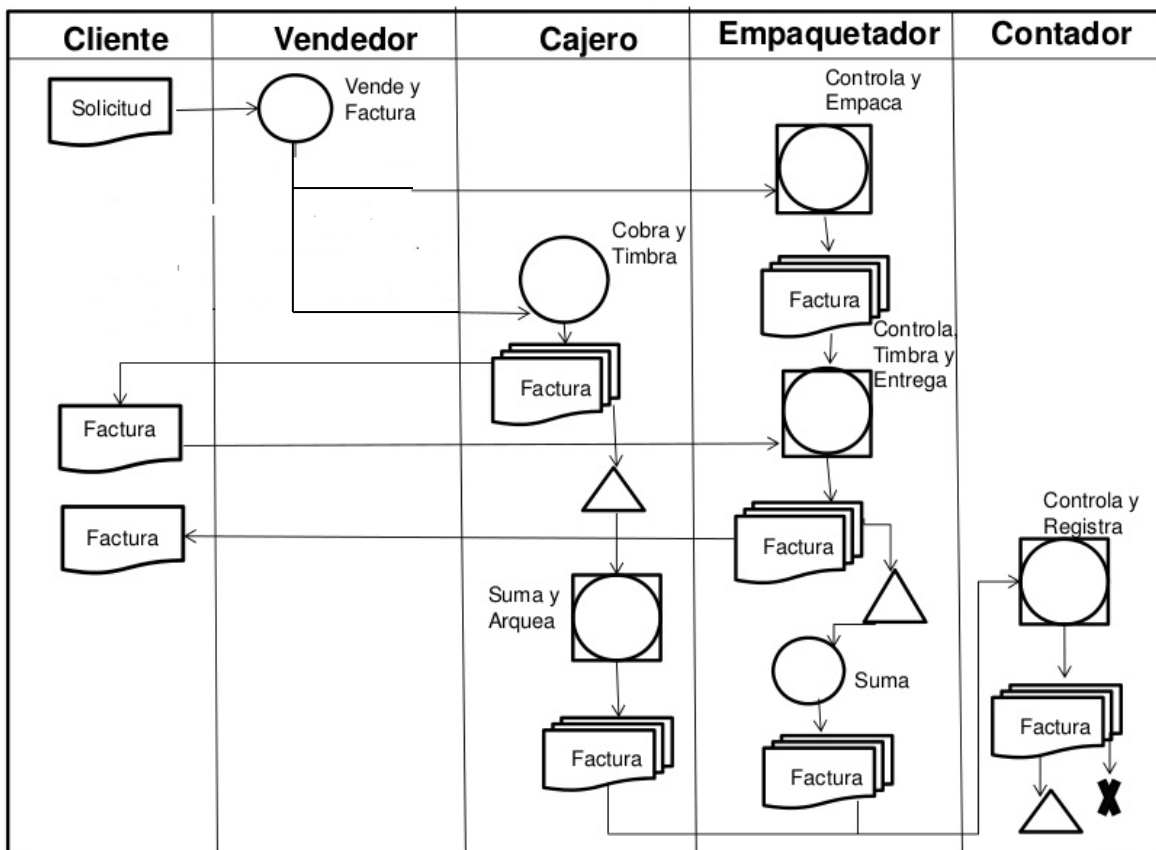 Cliente
Vendedor
Cajero
Empaquetador
Contador
Solicitud
Vende y
Factura
Controla y
Empaca
Cobra y
Timbra
Factura
Controla,
Timbra y
Entrega
Factura
Factura
Factura
Factura
Controla y
Registra
Suma y
Arquea
Suma
Factura
Factura
Factura